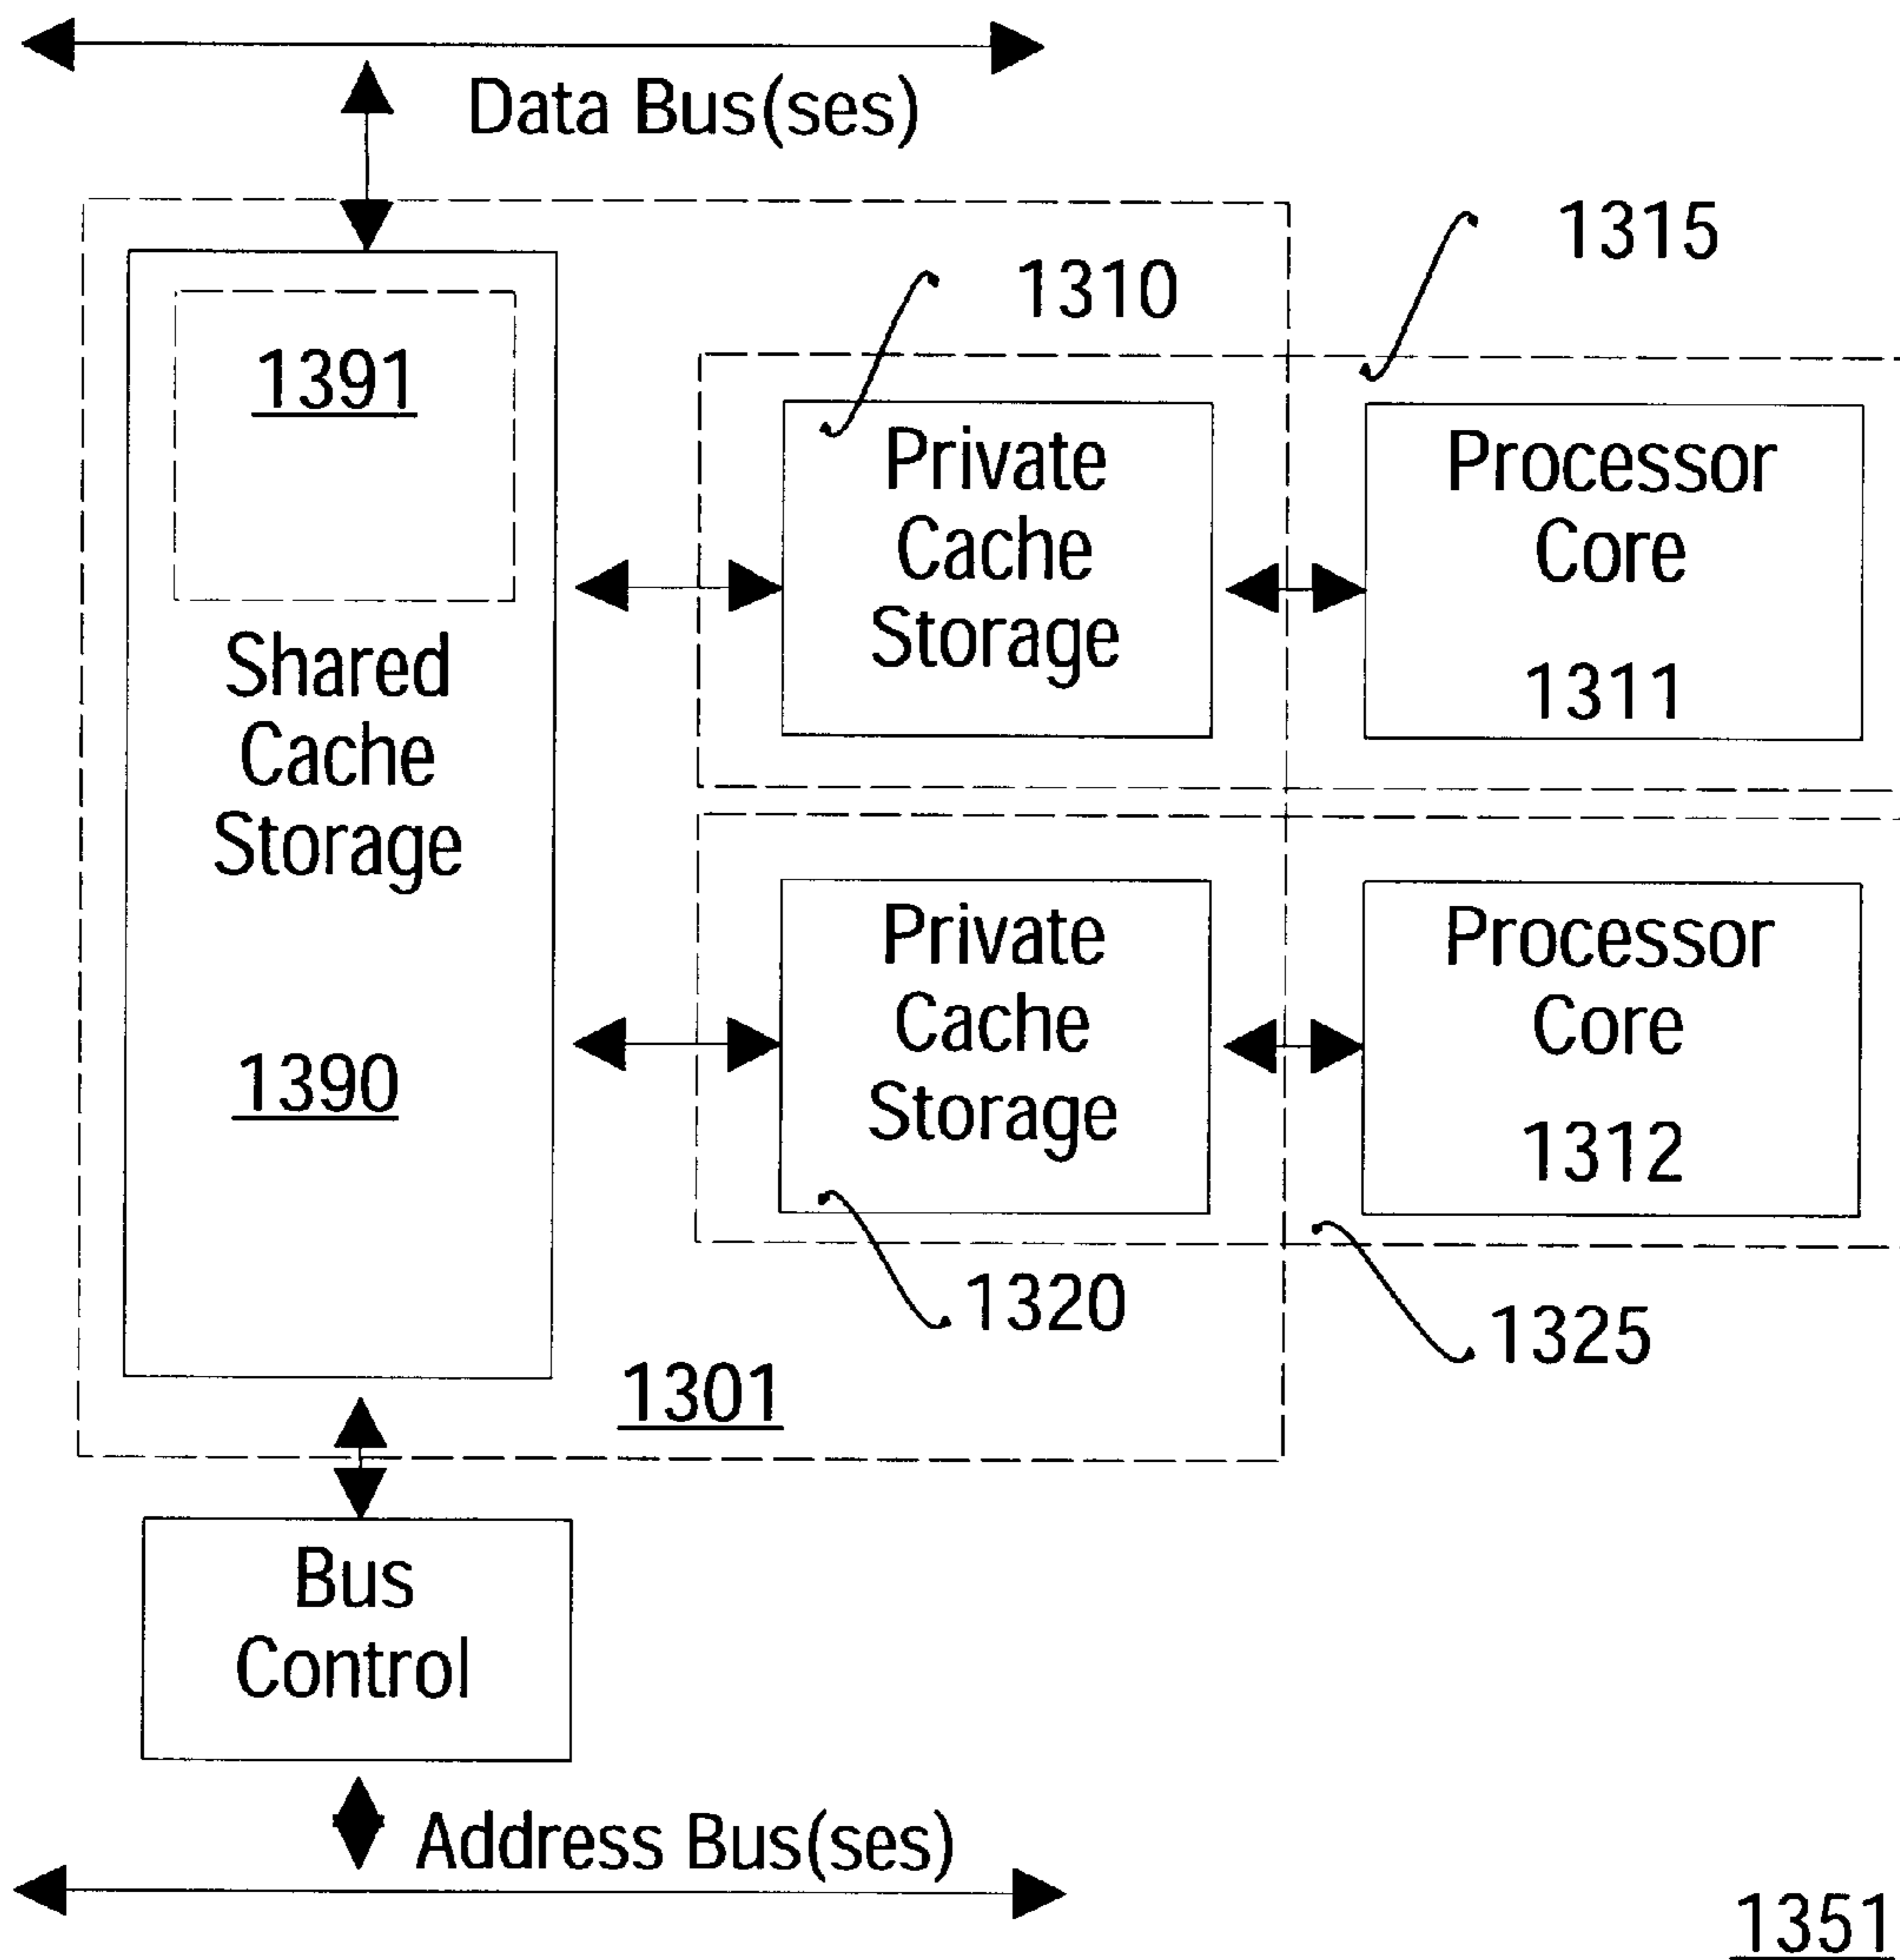 Data Bus(ses)
1315
1310
1391
Private
Cache
Storage
Processor
Core
1311
Shared
Cache
Storage
1390
Private
Cache
Storage
Processor
Core
1312
1320
1325
1301
Bus
Control
Address Bus(ses)
1351